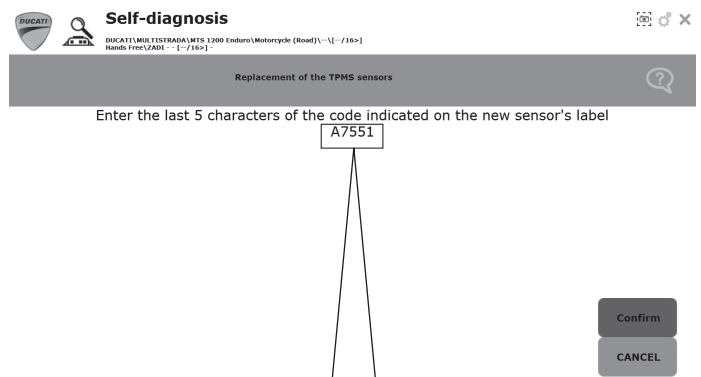 DUCATI
Self-diagnosis
DUCATI\MULTISTRADA\MTS 1200 Enduro\Motorcycle (Road)\--\[--/16>]
Hands Free\ZADI - - [--/16>] -
Replacement of the TPMS sensors
?
Enter the last 5 characters of the code indicated on the new sensor's label
A7551
Confirm
CANCEL